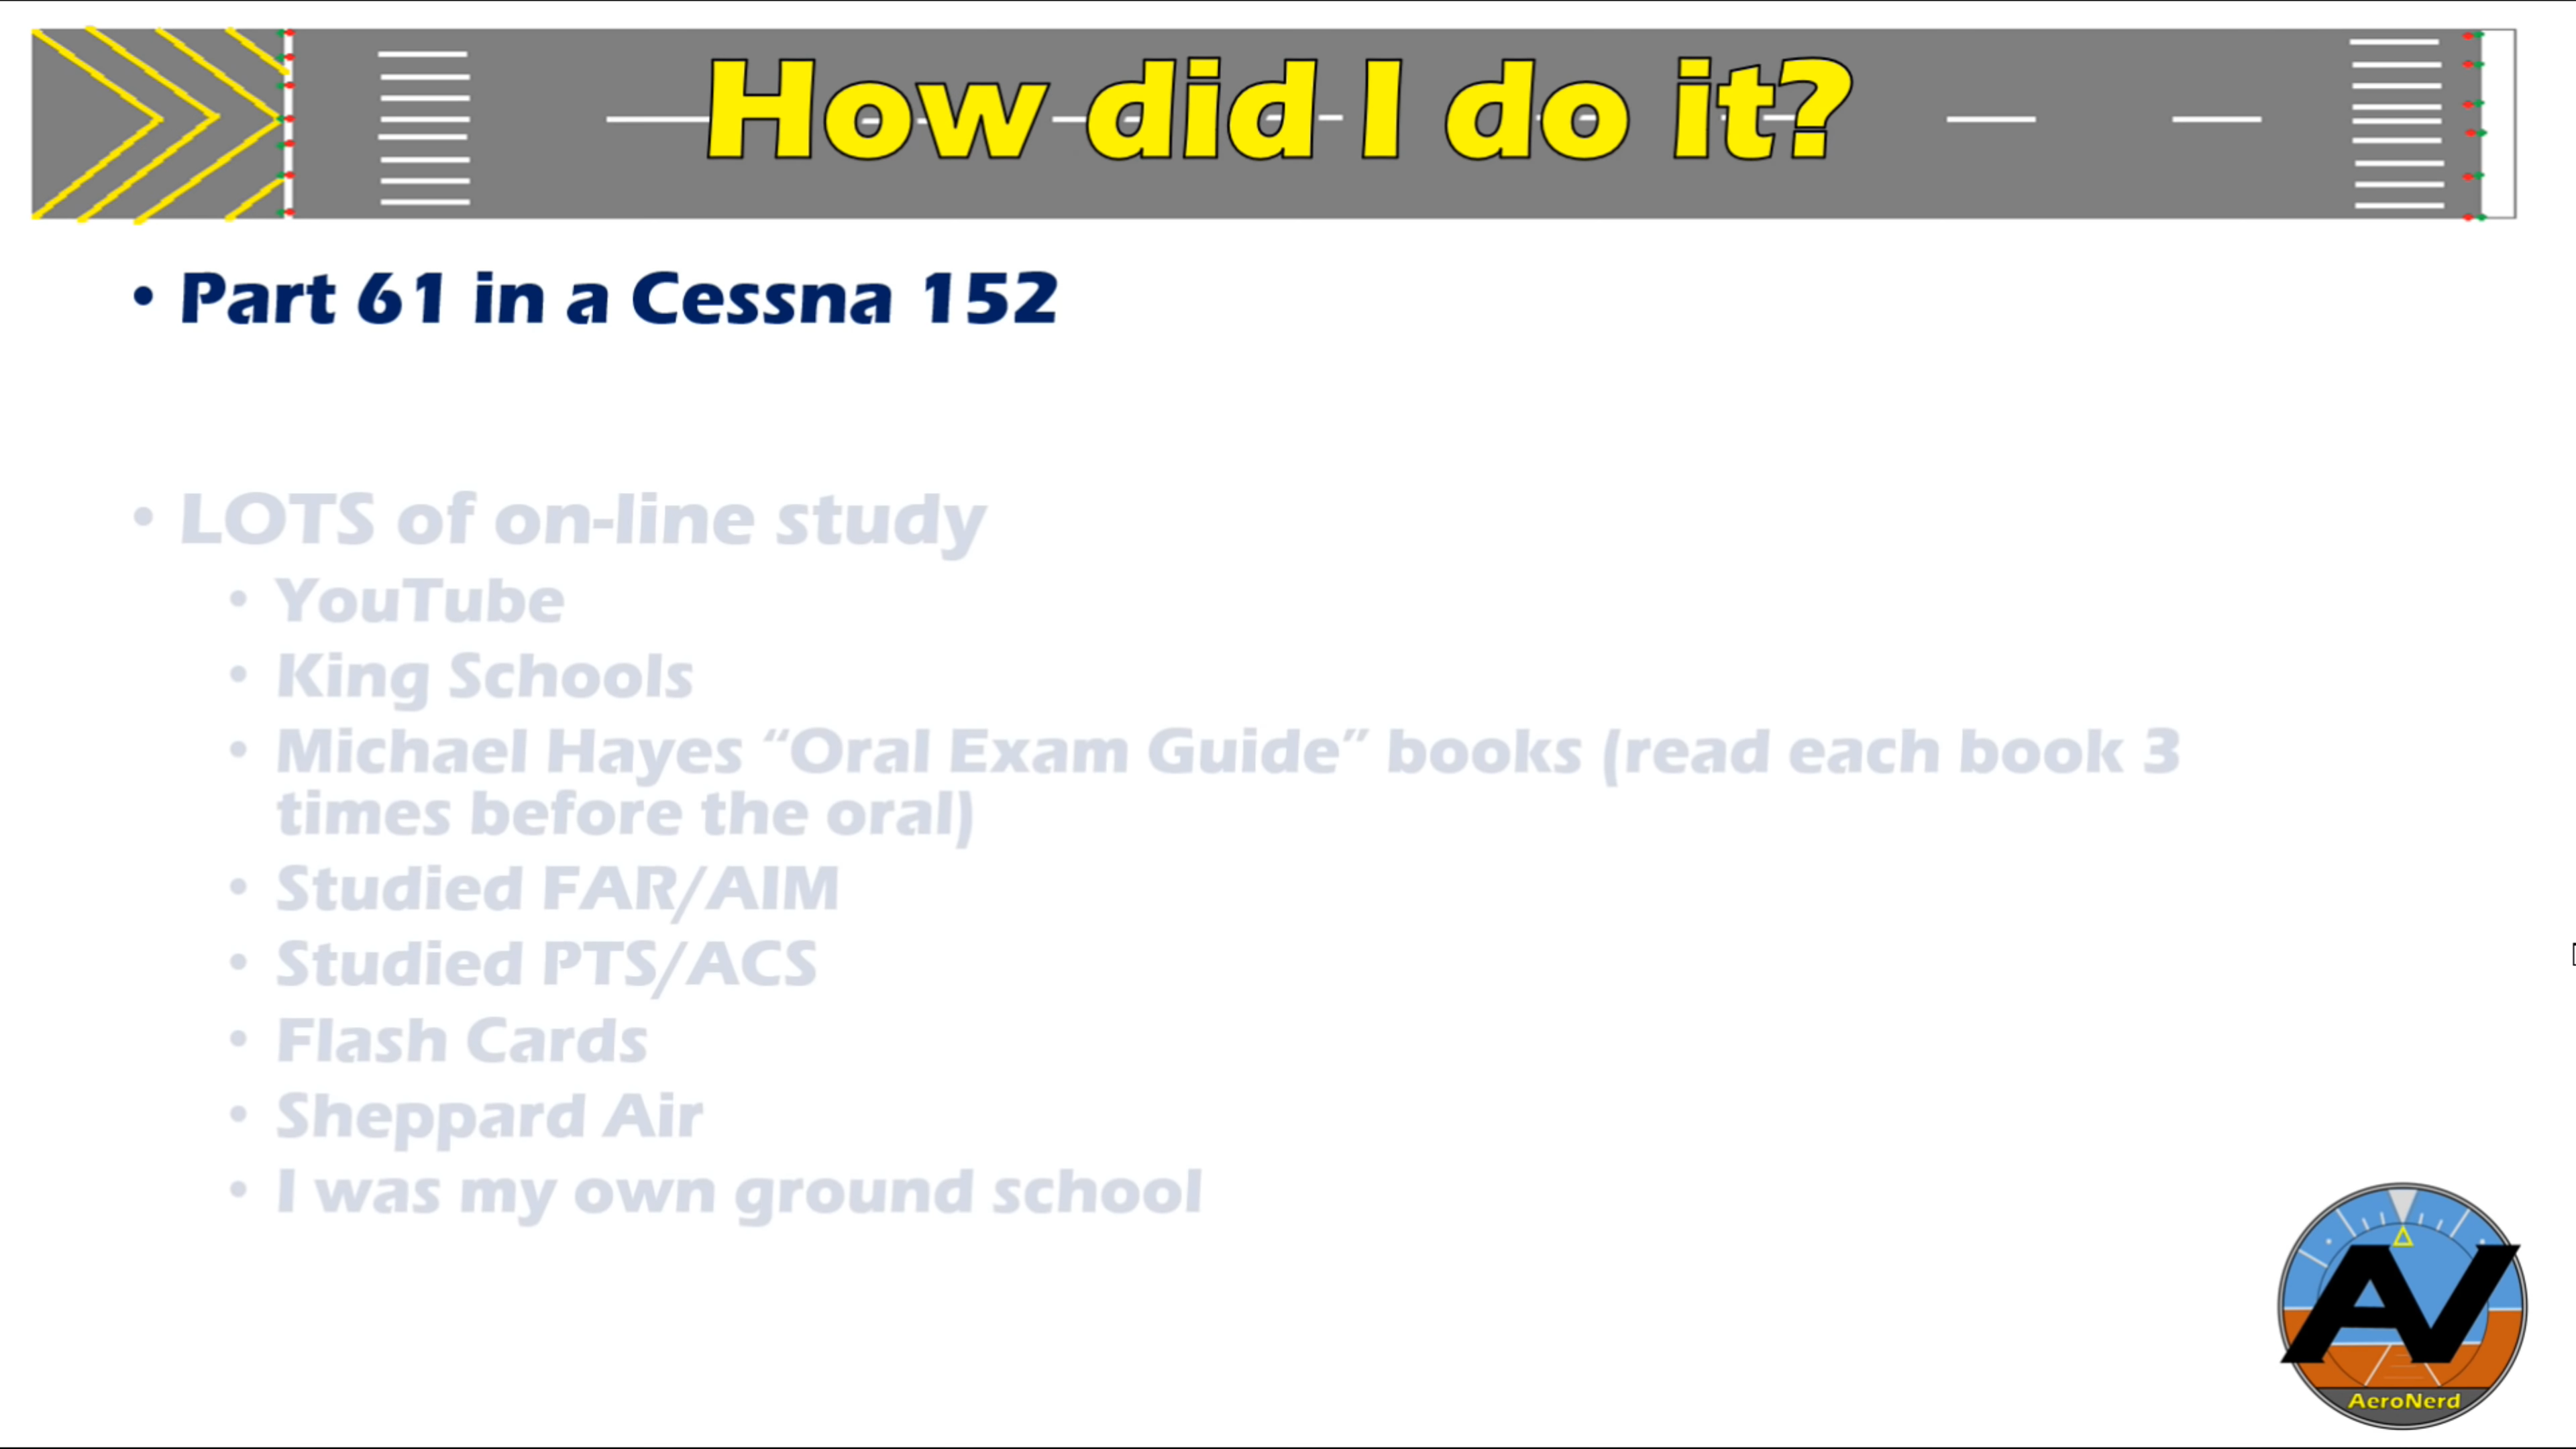 How did I do it?
• Part 61 in a Cessna 152
• LOTS of on-line study
• YouTube
• King Schools
• Michael Hayes “Oral Exam Guide” books (read each book 3
times before the oral)
• Studied FAR/AIM
• Studied PTS/ACS
• Flash Cards
• Sheppard Air
• I was my own ground school
AV
AeroNerd